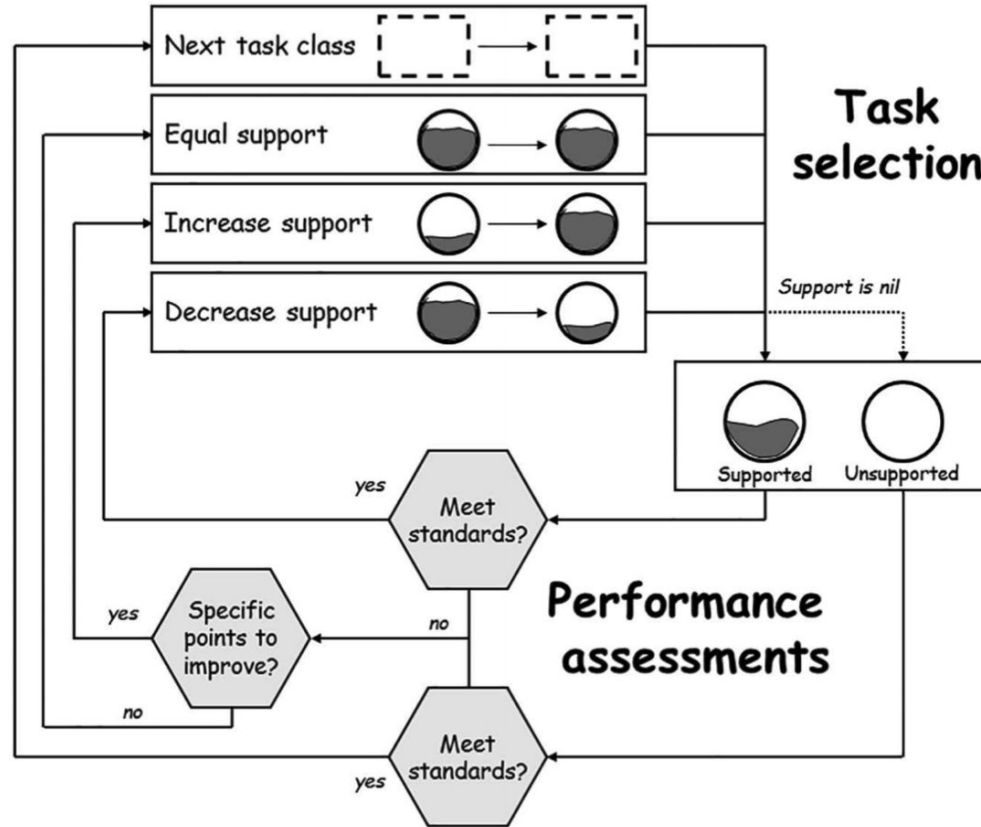 Next task class
Equal support
Increase support
Decrease support
Task
selection
Support is nil
Supported
Unsupported
yes
Meet
standards?
Performance
assessments
yes
Specific
points to
improve?
no
no
Meet
standards?
yes